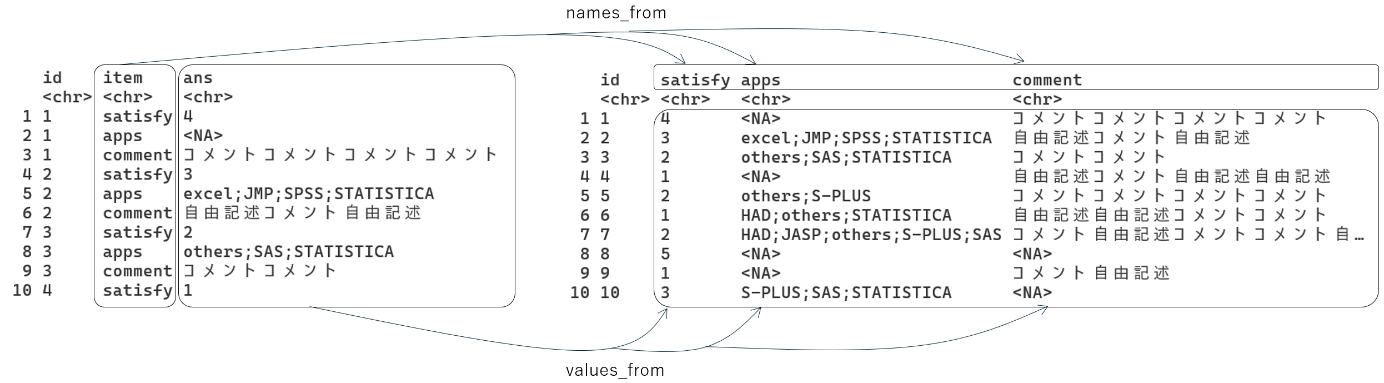 names_from
id item ans
<chr> <chr> <chr>
1 1 satisfy 4
2 1 apps <NA>
3 1 comment コメントコメントコメントコメント
4 2 satisfy 3
5 2 apps excel;JMP;SPSS;STATISTICA
6 2 comment 自由記述コメント自由記述
7 3 satisfy 2
8 3 apps others;SAS;STATISTICA
9 3 comment コメントコメント
10 4 satisfy 1
id satisfy apps comment
<chr> <chr> <chr> <chr>
1 1 4 <NA> コメントコメントコメントコメント
2 2 3 excel;JMP;SPSS;STATISTICA 自由記述コメント自由記述
3 3 2 others;SAS;STATISTICA コメントコメント
4 4 1 <NA> 自由記述コメント自由記述自由記述
5 5 2 others;S-PLUS コメントコメントコメントコメント
6 6 1 HAD;others;STATISTICA 自由記述自由記述コメントコメント
7 7 2 HAD;JASP;others;S-PLUS;SAS コメント自由記述コメントコメント自…
8 8 5 <NA> <NA>
9 9 1 <NA> コメント自由記述
10 10 3 S-PLUS;SAS;STATISTICA <NA>
values_from